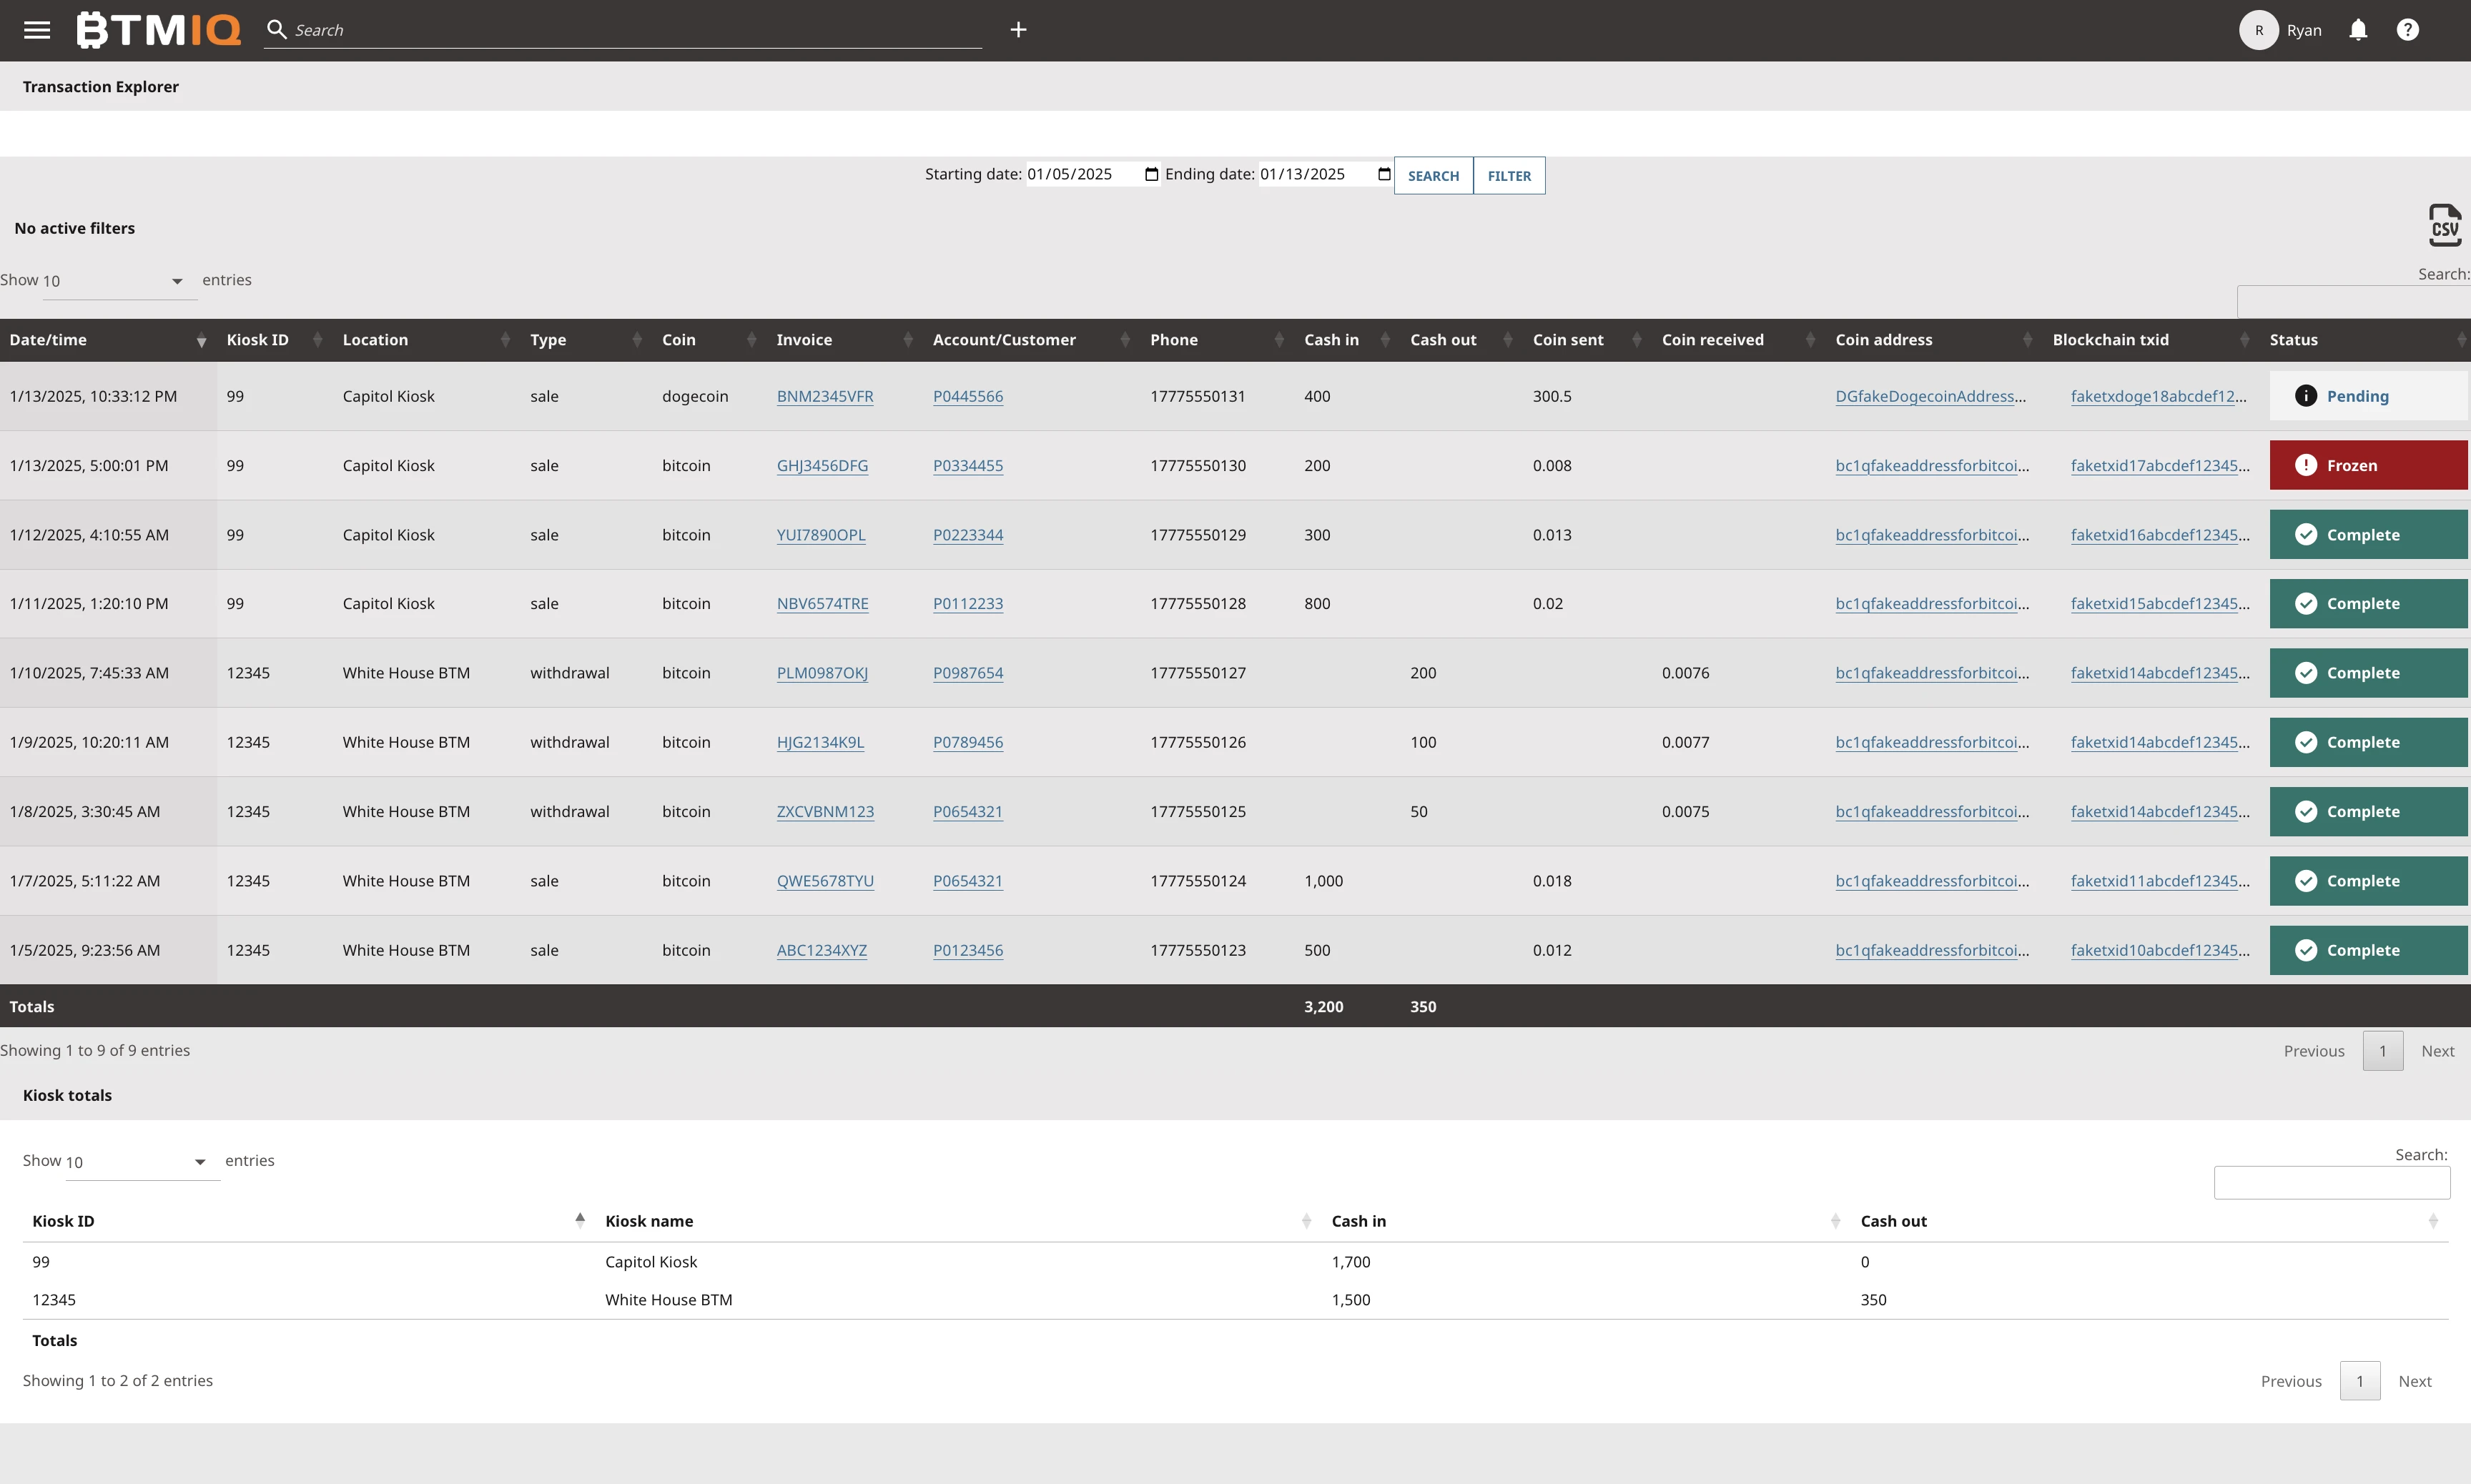 BTMIQ Search + R Ryan ?
Transaction Explorer
Starting date: 01/05/2025 Ending date: 01/13/2025 SEARCH FILTER
No active filters CSV
Show 10 entries Search:
Date/time Kiosk ID Location Type Coin Invoice Account/Customer Phone Cash in Cash out Coin sent Coin received Coin address Blockchain txid Status
1/13/2025, 10:33:12 PM 99 Capitol Kiosk sale dogecoin BNM2345VFR P0445566 17775550131 400 300.5 DGfakeDogecoinAddress... faketxdoge18abcdef12... Pending
1/13/2025, 5:00:01 PM 99 Capitol Kiosk sale bitcoin GHJ3456DFG P0334455 17775550130 200 0.008 bc1qfakeaddressforbitcoi... faketxid17abcdef12345... Frozen
1/12/2025, 4:10:55 AM 99 Capitol Kiosk sale bitcoin YUI7890OPL P0223344 17775550129 300 0.013 bc1qfakeaddressforbitcoi... faketxid16abcdef12345... Complete
1/11/2025, 1:20:10 PM 99 Capitol Kiosk sale bitcoin NBV6574TRE P0112233 17775550128 800 0.02 bc1qfakeaddressforbitcoi... faketxid15abcdef12345... Complete
1/10/2025, 7:45:33 AM 12345 White House BTM withdrawal bitcoin PLM0987OKJ P0987654 17775550127 200 0.0076 bc1qfakeaddressforbitcoi... faketxid14abcdef12345... Complete
1/9/2025, 10:20:11 AM 12345 White House BTM withdrawal bitcoin HJG2134K9L P0789456 17775550126 100 0.0077 bc1qfakeaddressforbitcoi... faketxid14abcdef12345... Complete
1/8/2025, 3:30:45 AM 12345 White House BTM withdrawal bitcoin ZXCVBNM123 P0654321 17775550125 50 0.0075 bc1qfakeaddressforbitcoi... faketxid14abcdef12345... Complete
1/7/2025, 5:11:22 AM 12345 White House BTM sale bitcoin QWE5678TYU P0654321 17775550124 1,000 0.018 bc1qfakeaddressforbitcoi... faketxid11abcdef12345... Complete
1/5/2025, 9:23:56 AM 12345 White House BTM sale bitcoin ABC1234XYZ P0123456 17775550123 500 0.012 bc1qfakeaddressforbitcoi... faketxid10abcdef12345... Complete
Totals 3,200 350
Showing 1 to 9 of 9 entries Previous 1 Next
Kiosk totals
Show 10 entries Search:
Kiosk ID Kiosk name Cash in Cash out
99 Capitol Kiosk 1,700 0
12345 White House BTM 1,500 350
Totals
Showing 1 to 2 of 2 entries Previous 1 Next